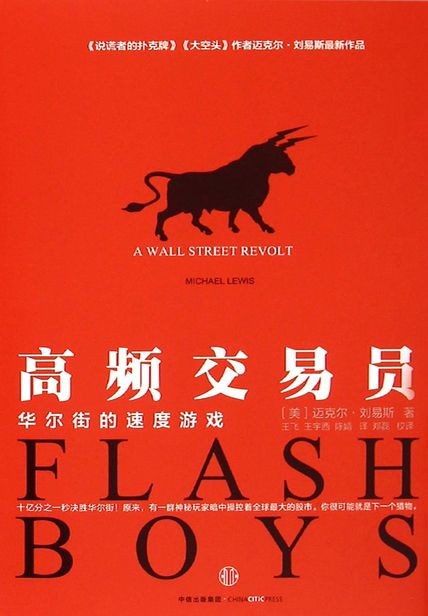 《说谎者的扑克牌》《大空头》作者迈克尔·刘易斯最新作品
A WALL STREET REVOLT
MICHAEL LEWIS
高频交易员
华尔街的速度游戏
［美］迈克尔·刘易斯 著
王飞 王宇西 陈婧 译 郑磊 校译
FLASH
十亿分之一秒决胜华尔街！原来，有一群神秘玩家暗中操控着全球最大的股市。你很可能就是下一个猎物。
BOYS
中信出版集团·CHINACITICPRESS